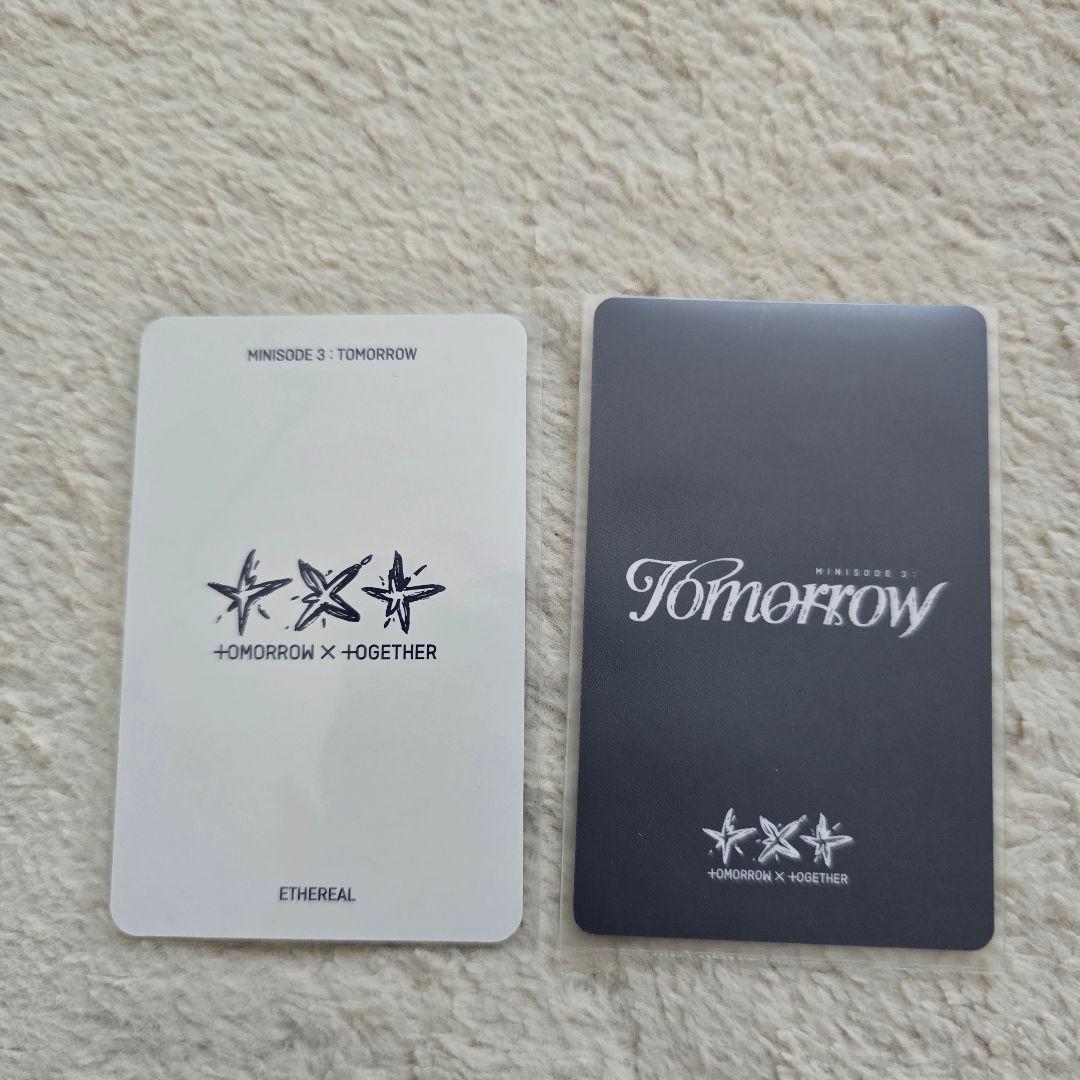 MINISODE 3 : TOMORROW
TOMORROW X TOGETHER
ETHEREAL
MINISODE 3:
Tomorrow
TOMORROW X TOGETHER